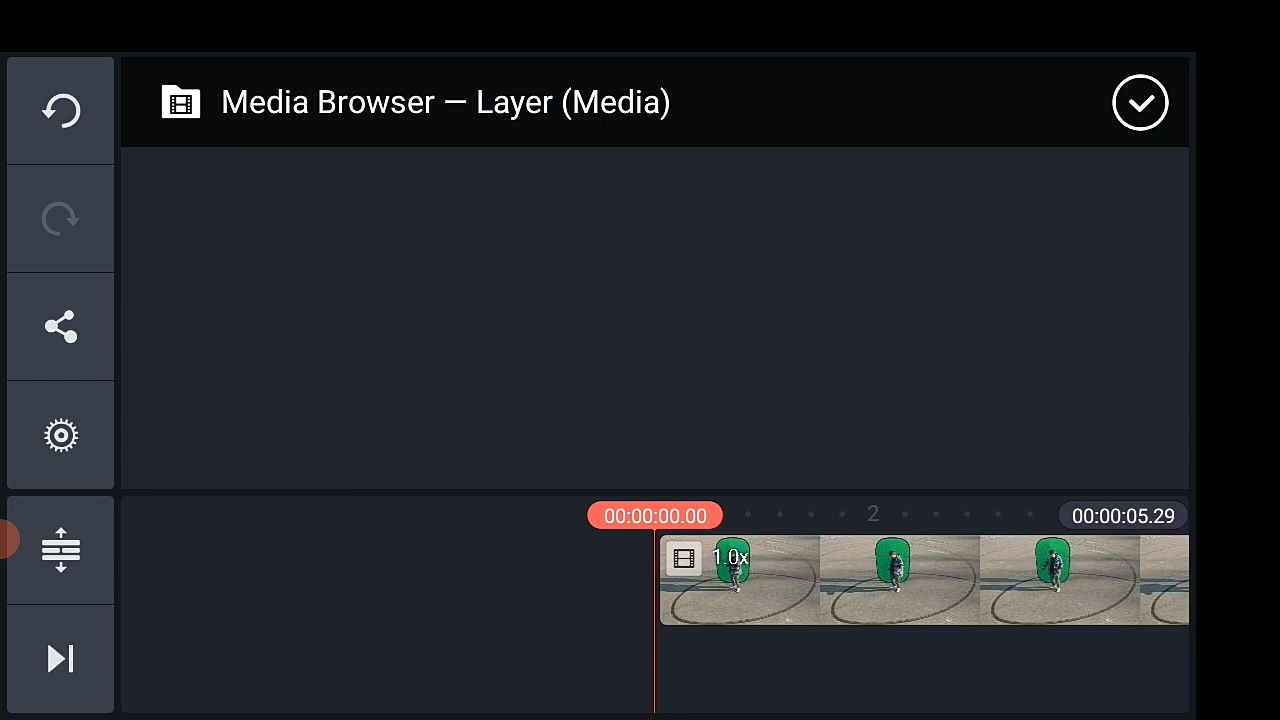 Media Browser — Layer (Media)
00:00:00.00
2
00:00:05.29
1.0x